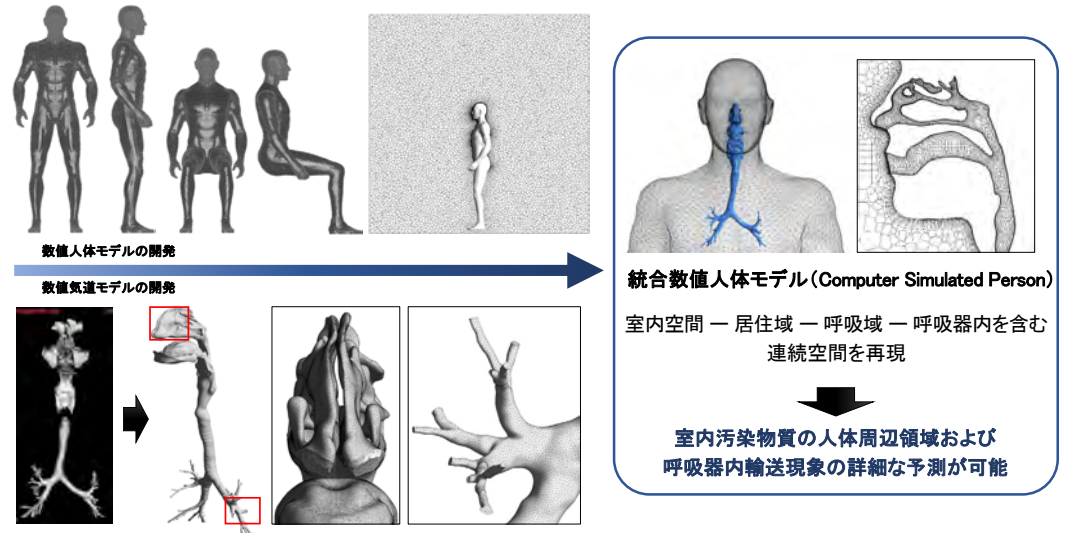 数値人体モデルの開発
数値気道モデルの開発
統合数値人体モデル(Computer Simulated Person)
室内空間 ー 居住域 ー 呼吸域 ー 呼吸器内を含む
連続空間を再現
室内汚染物質の人体周辺領域および
呼吸器内輸送現象の詳細な予測が可能